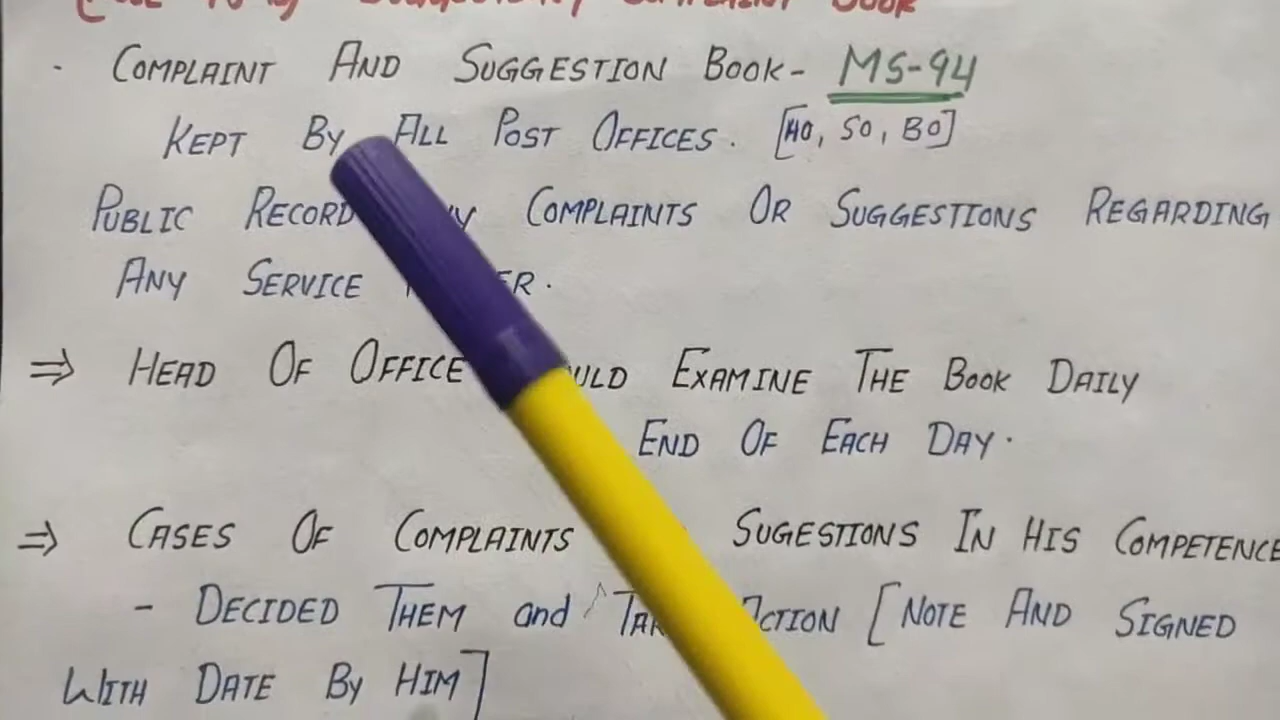 COMPLAINT BOOK
- COMPLAINT AND SUGGESTION BOOK- MS-94
KEPT BY ALL POST OFFICES. [HO, SO, BO]
PUBLIC RECORD COMPLAINTS OR SUGGESTIONS REGARDING
ANY SERVICE
⇒ HEAD OF OFFICE EXAMINE THE BOOK DAILY
END OF EACH DAY.
⇒ CASES OF COMPLAINTS SUGESTIONS IN HIS COMPETENCE
- DECIDED THEM and [NOTE AND SIGNED
WITH DATE BY HIM]